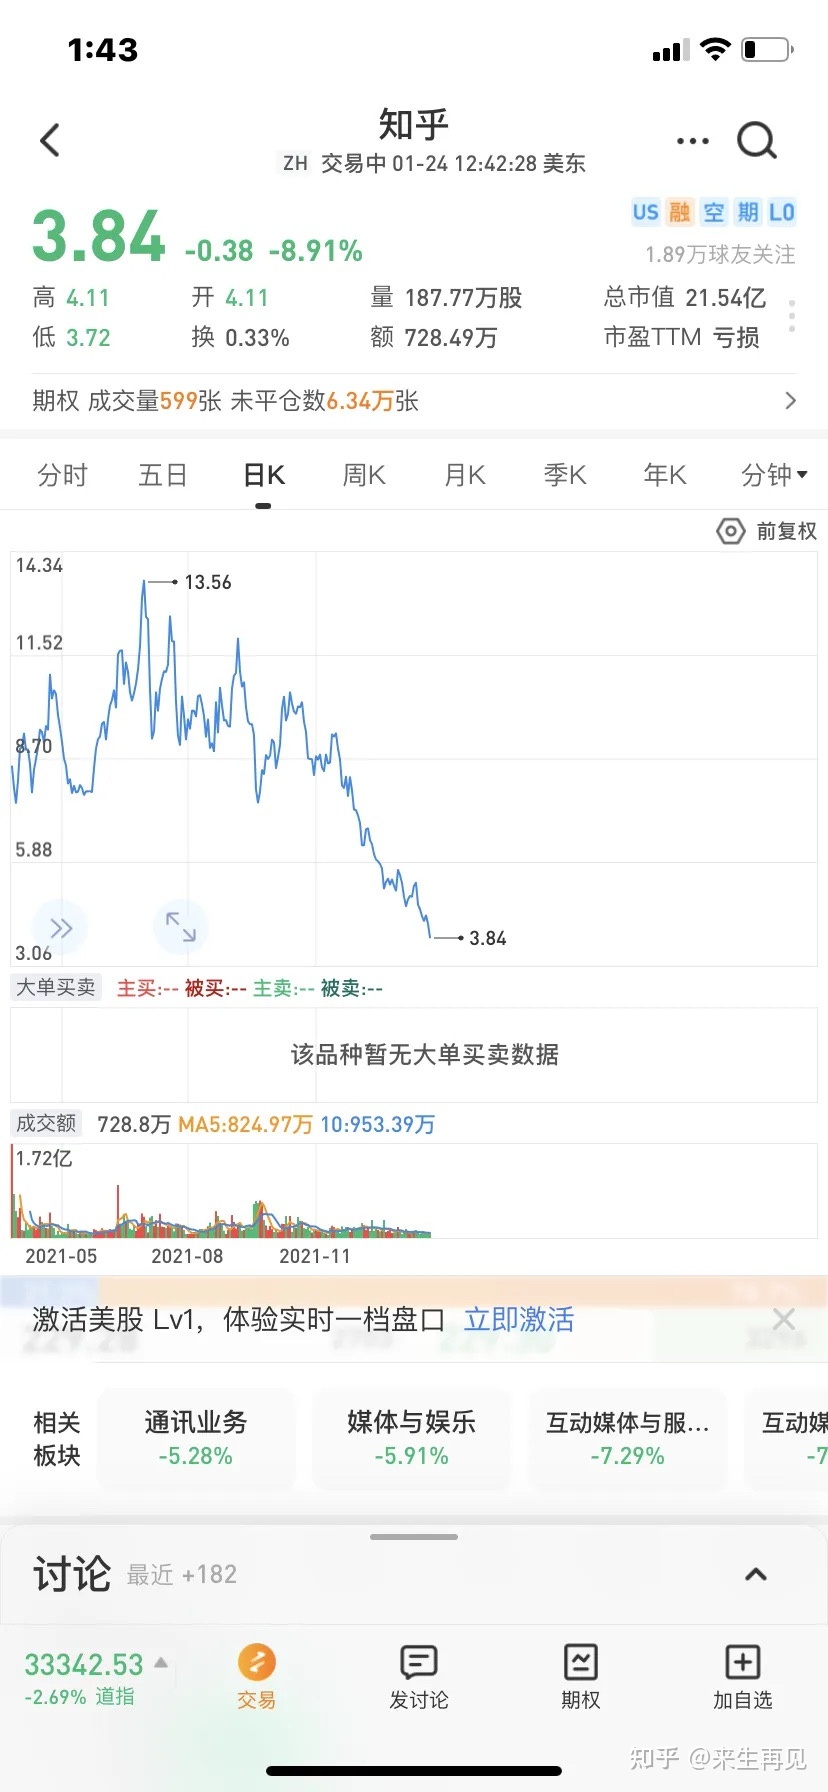 1:43
知乎
ZH 交易中 01-24 12:42:28 美东
3.84 -0.38 -8.91%
US 融 空 期 L0
1.89万球友关注
高 4.11 开 4.11 量 187.77万股 总市值 21.54亿
低 3.72 换 0.33% 额 728.49万 市盈TTM 亏损
期权 成交量599张 未平仓数6.34万张
分时 五日 日K 周K 月K 季K 年K 分钟
前复权
14.34
13.56
11.52
8.70
5.88
3.84
3.06
大单买卖 主买:-- 被买:-- 主卖:-- 被卖:--
该品种暂无大单买卖数据
成交额 728.8万 MA5:824.97万 10:953.39万
1.72亿
2021-05 2021-08 2021-11
激活美股 Lv1，体验实时一档盘口 立即激活
相关板块
通讯业务 媒体与娱乐 互动媒体与服... 互动媒
-5.28% -5.91% -7.29% -7
讨论 最近 +182
33342.53
-2.69% 道指
交易 发讨论 期权 加自选
知乎 @来生再见